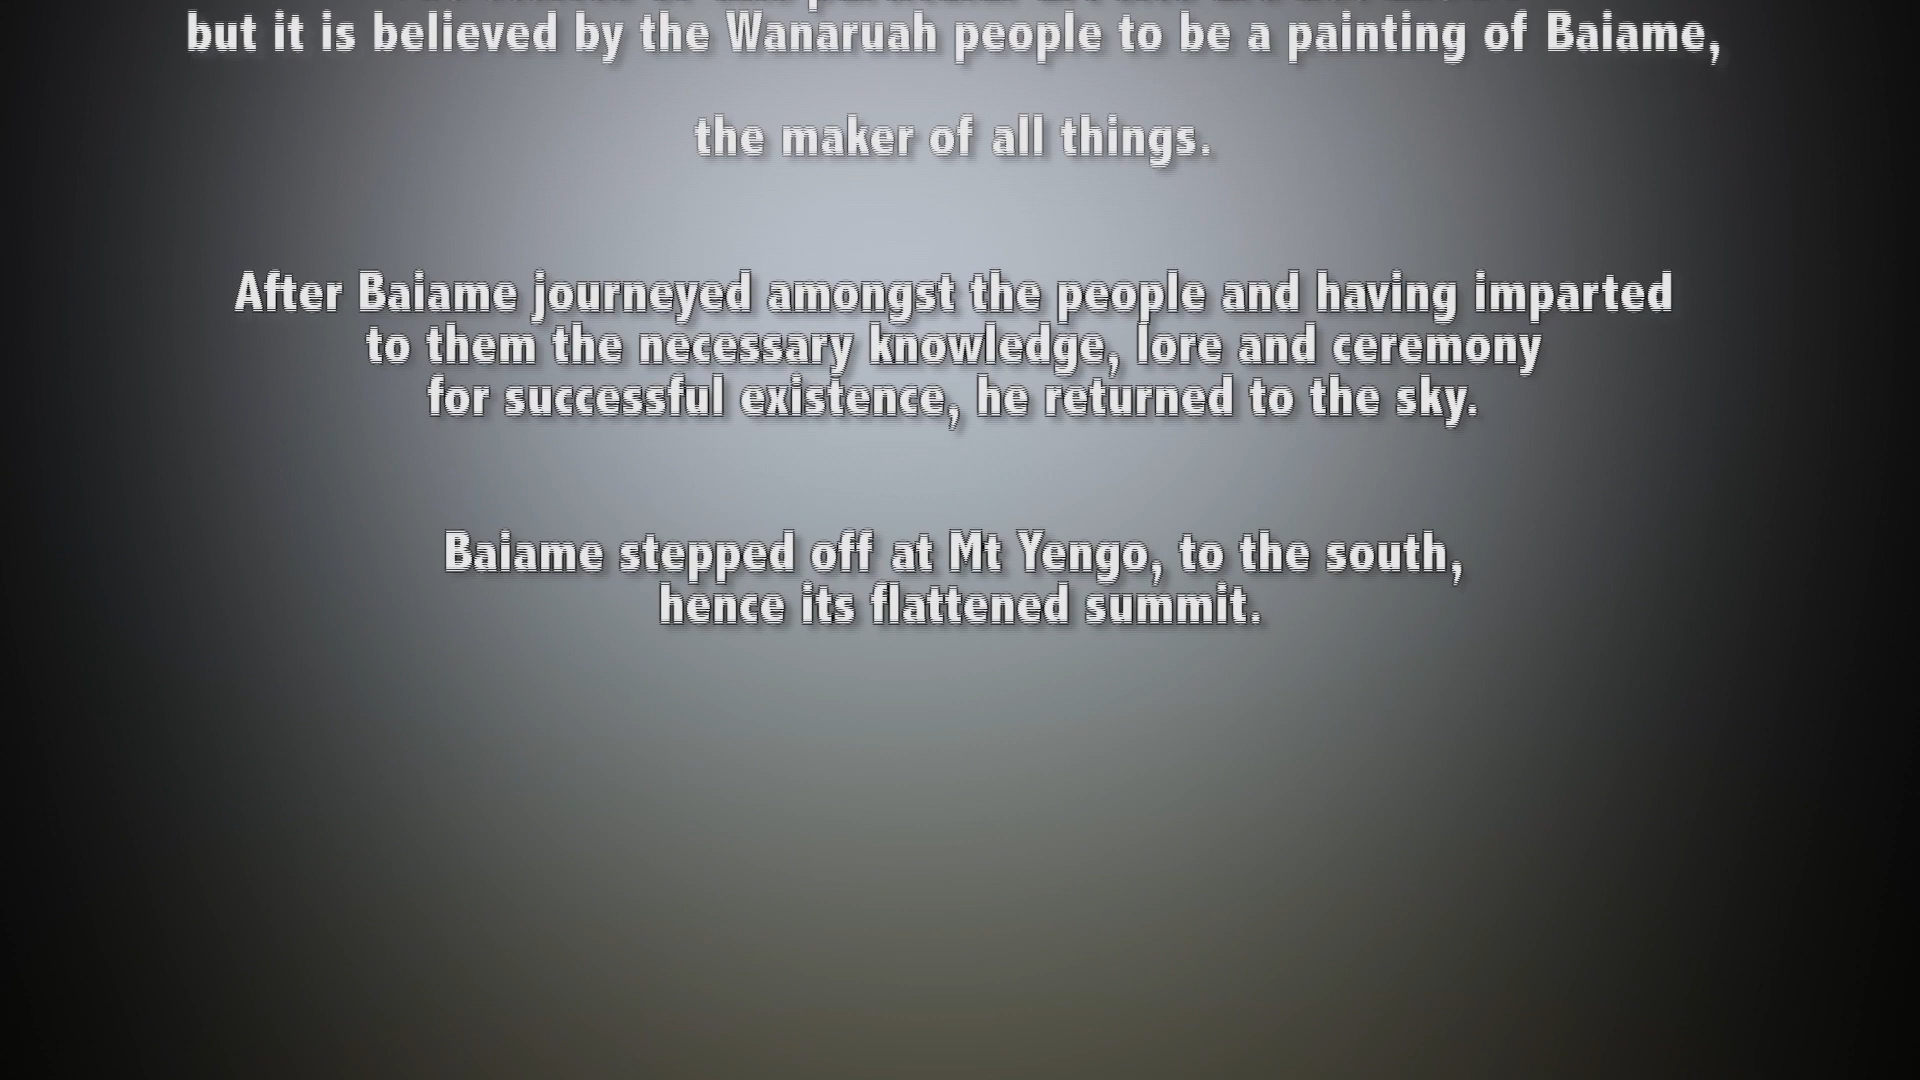 but it is believed by the Wanaruah people to be a painting of Baiame,
the maker of all things.
After Baiame journeyed amongst the people and having imparted
to them the necessary knowledge, lore and ceremony
for successful existence, he returned to the sky.
Baiame stepped off at Mt Yengo, to the south,
hence its flattened summit.